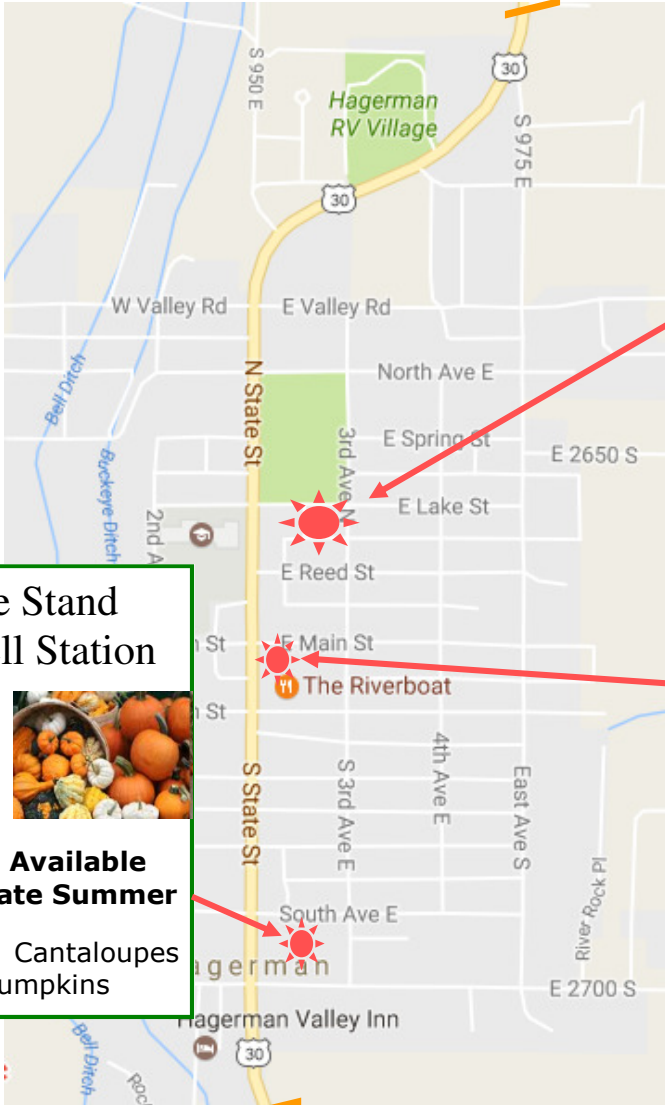 30
S 950 E
Hagerman
RV Village
S 975 E
30
W Valley Rd
E Valley Rd
Bell Ditch
North Ave E
N State St
3rd Ave N
E Spring St
E 2650 S
Buckeye Ditch
E Lake St
2nd A
E Reed St
e Stand
ll Station
St
E Main St
The Riverboat
St
S State St
S 3rd Ave E
4th Ave E
East Ave S
Available
ate Summer
Cantaloupes
umpkins
South Ave E
River Rock Pl
agerman
E 2700 S
Hagerman Valley Inn
30
Bell Ditch
Roc